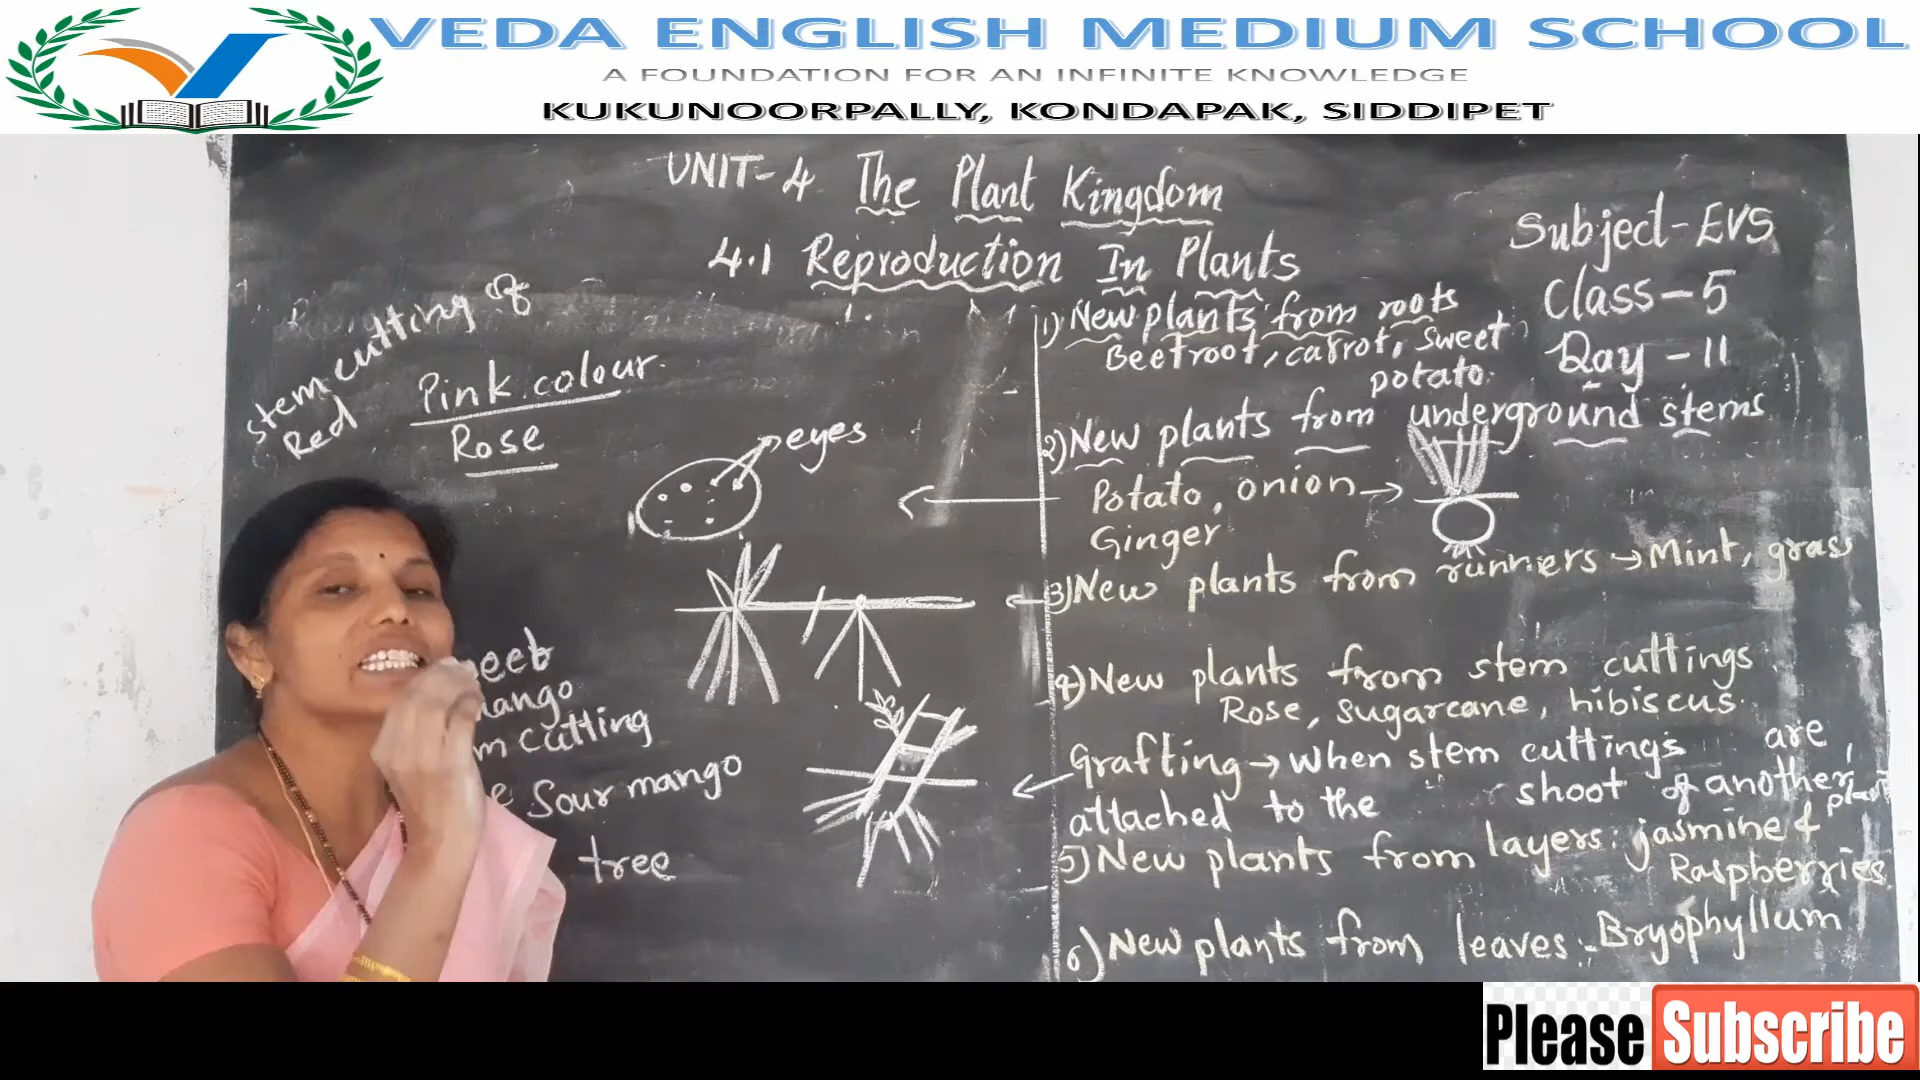 VEDA ENGLISH MEDIUM SCHOOL
A FOUNDATION FOR AN INFINITE KNOWLEDGE
KUKUNOORPALLY, KONDAPAK, SIDDIPET
UNIT-4 The Plant Kingdom
4.1 Reproduction In Plants
Subject-EVS
Class-5
Day-11
stem cutting of
Red
Pink colour
Rose
eyes
mango
cutting
Sour mango
tree
1) New plants from roots
Beetroot, carrot, Sweet
potato.
2) New plants from underground stems
Potato, onion→
Ginger
3) New plants from runners → Mint, grass
4) New plants from stem cuttings
Rose, sugarcane, hibiscus.
Grafting → when stem cuttings are
attached to the shoot of another plant
5) New plants from layers: jasmine &
Raspberries
6) New plants from leaves:- Bryophyllum
Please Subscribe